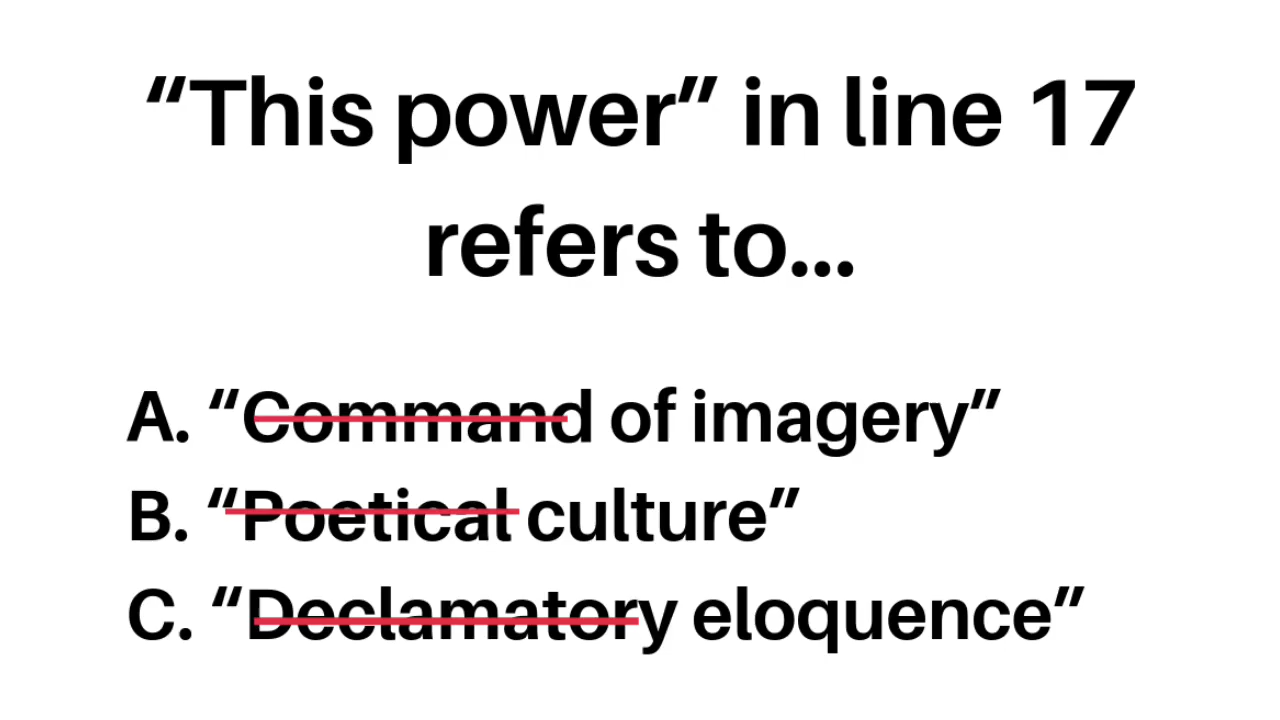 “This power” in line 17
refers to...
A. “Command of imagery”
B. “Poetical culture”
C. “Declamatory eloquence”